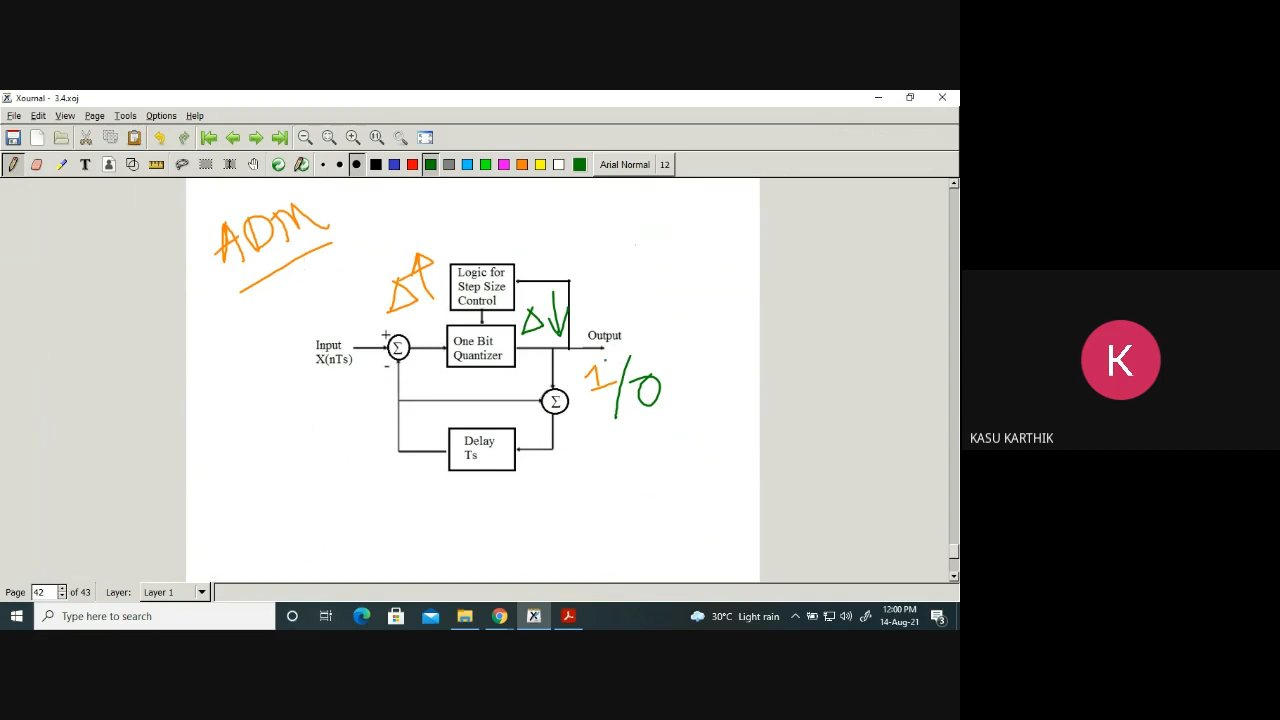 Xournal - 3.4.xoj
File Edit View Page Tools Options Help
Arial Normal 12
ADM
Δ↑
Logic for
Step Size
Control
Δ↓
Output
+
Σ
One Bit
Quantizer
Input
X(nTs)
-
1/0
Σ
Delay
Ts
KASU KARTHIK
K
Page 42 of 43 Layer: Layer 1
Type here to search
30°C Light rain
12:00 PM
14-Aug-21
3